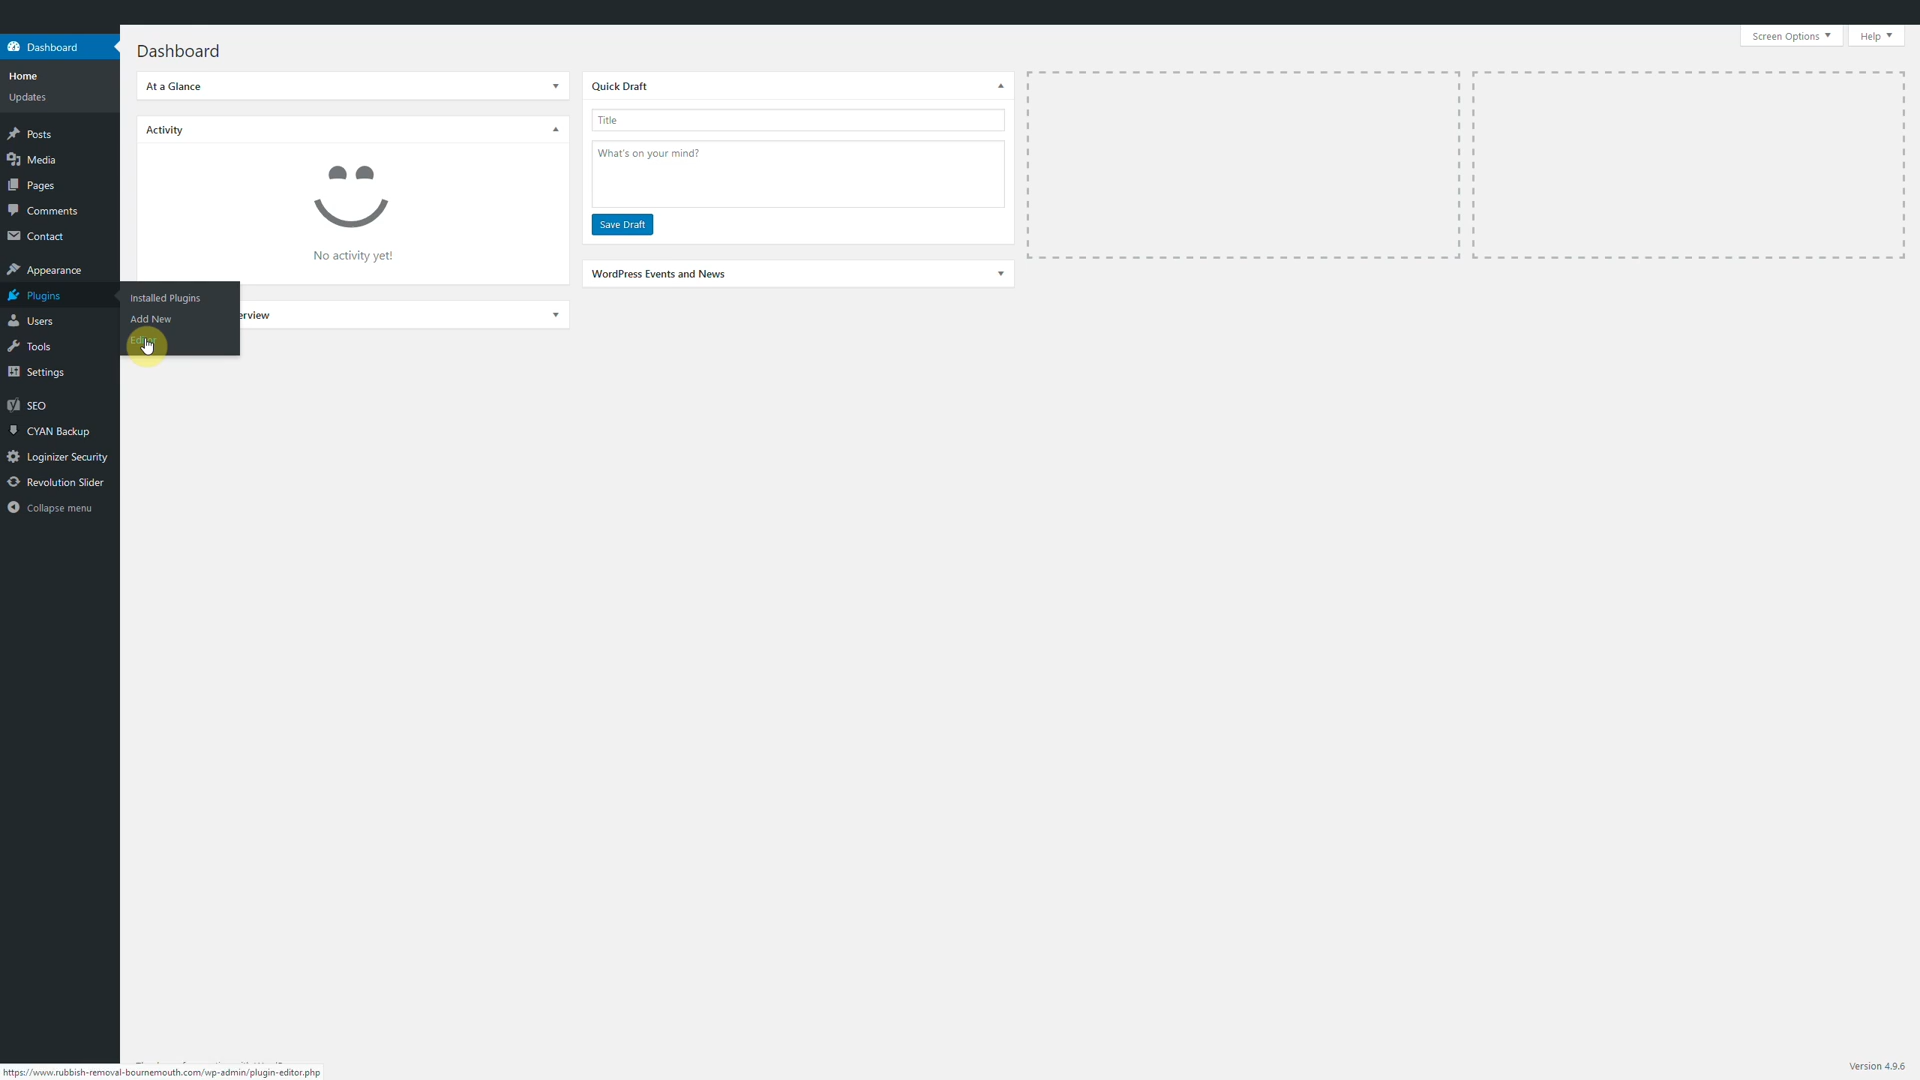 Dashboard
Home
Updates
Posts
Media
Pages
Comments
Contact
Appearance
Plugins
Users
Tools
Settings
SEO
CYAN Backup
Loginizer Security
Revolution Slider
Collapse menu
Installed Plugins
Add New
Editor
Screen Options
Help
Dashboard
At a Glance
Activity
No activity yet!
erview
Quick Draft
Title
What's on your mind?
Save Draft
WordPress Events and News
Version 4.9.6
https://www.rubbish-removal-bournemouth.com/wp-admin/plugin-editor.php